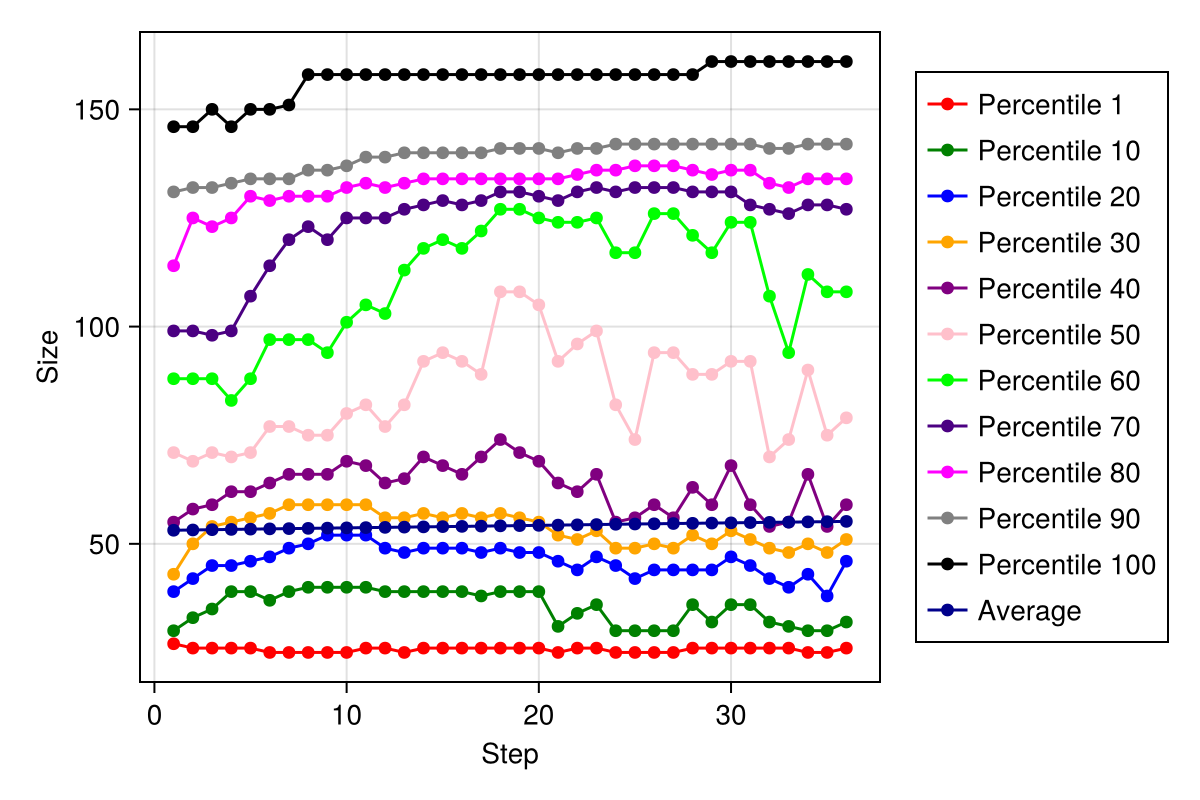 150
100
50
Size
0
10
20
30
Step
Percentile 1
Percentile 10
Percentile 20
Percentile 30
Percentile 40
Percentile 50
Percentile 60
Percentile 70
Percentile 80
Percentile 90
Percentile 100
Average